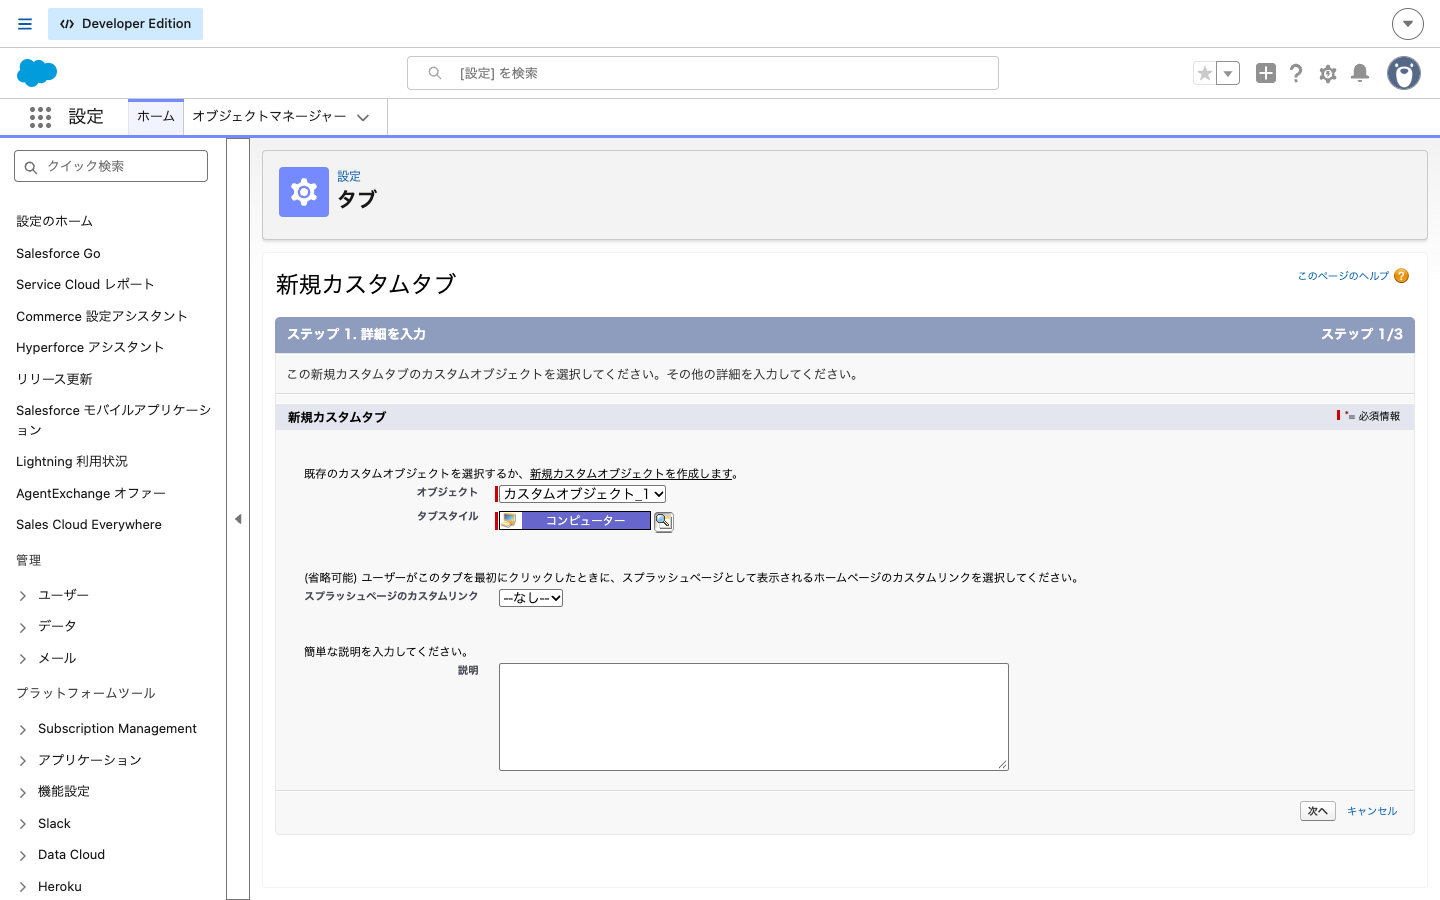 Developer Edition
[設定] を検索
設定
ホーム
オブジェクトマネージャー
クイック検索
設定のホーム
Salesforce Go
Service Cloud レポート
Commerce 設定アシスタント
Hyperforce アシスタント
リリース更新
Salesforce モバイルアプリケーシ
ョン
Lightning 利用状況
AgentExchange オファー
Sales Cloud Everywhere
管理
ユーザー
データ
メール
プラットフォームツール
Subscription Management
アプリケーション
機能設定
Slack
Data Cloud
Heroku
設定
タブ
新規カスタムタブ
このページのヘルプ
ステップ 1. 詳細を入力
ステップ 1/3
この新規カスタムタブのカスタムオブジェクトを選択してください。その他の詳細を入力してください。
新規カスタムタブ
*= 必須情報
既存のカスタムオブジェクトを選択するか、新規カスタムオブジェクトを作成します。
オブジェクト
カスタムオブジェクト_1
タブスタイル
コンピューター
(省略可能) ユーザーがこのタブを最初にクリックしたときに、スプラッシュページとして表示されるホームページのカスタムリンクを選択してください。
スプラッシュページのカスタムリンク
--なし--
簡単な説明を入力してください。
説明
次へ
キャンセル